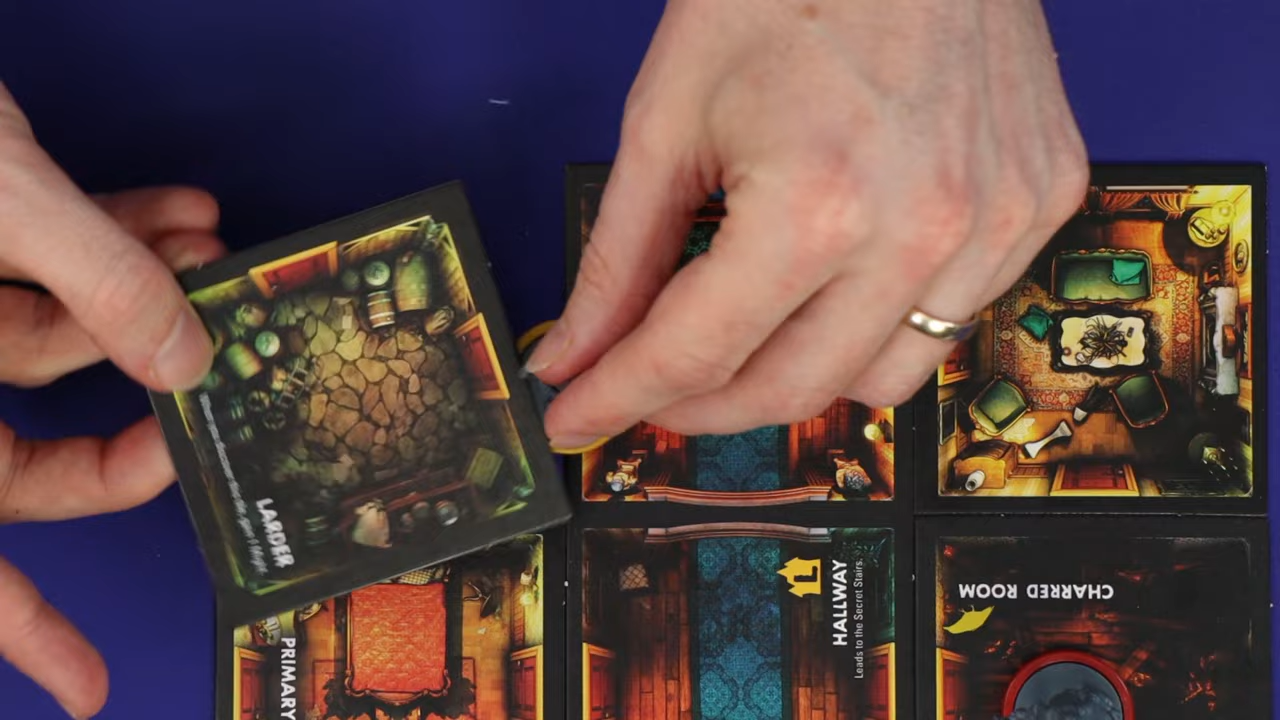 LARDER
PRIMARY
HALLWAY
Leads to the Secret Stairs.
CHARRED ROOM